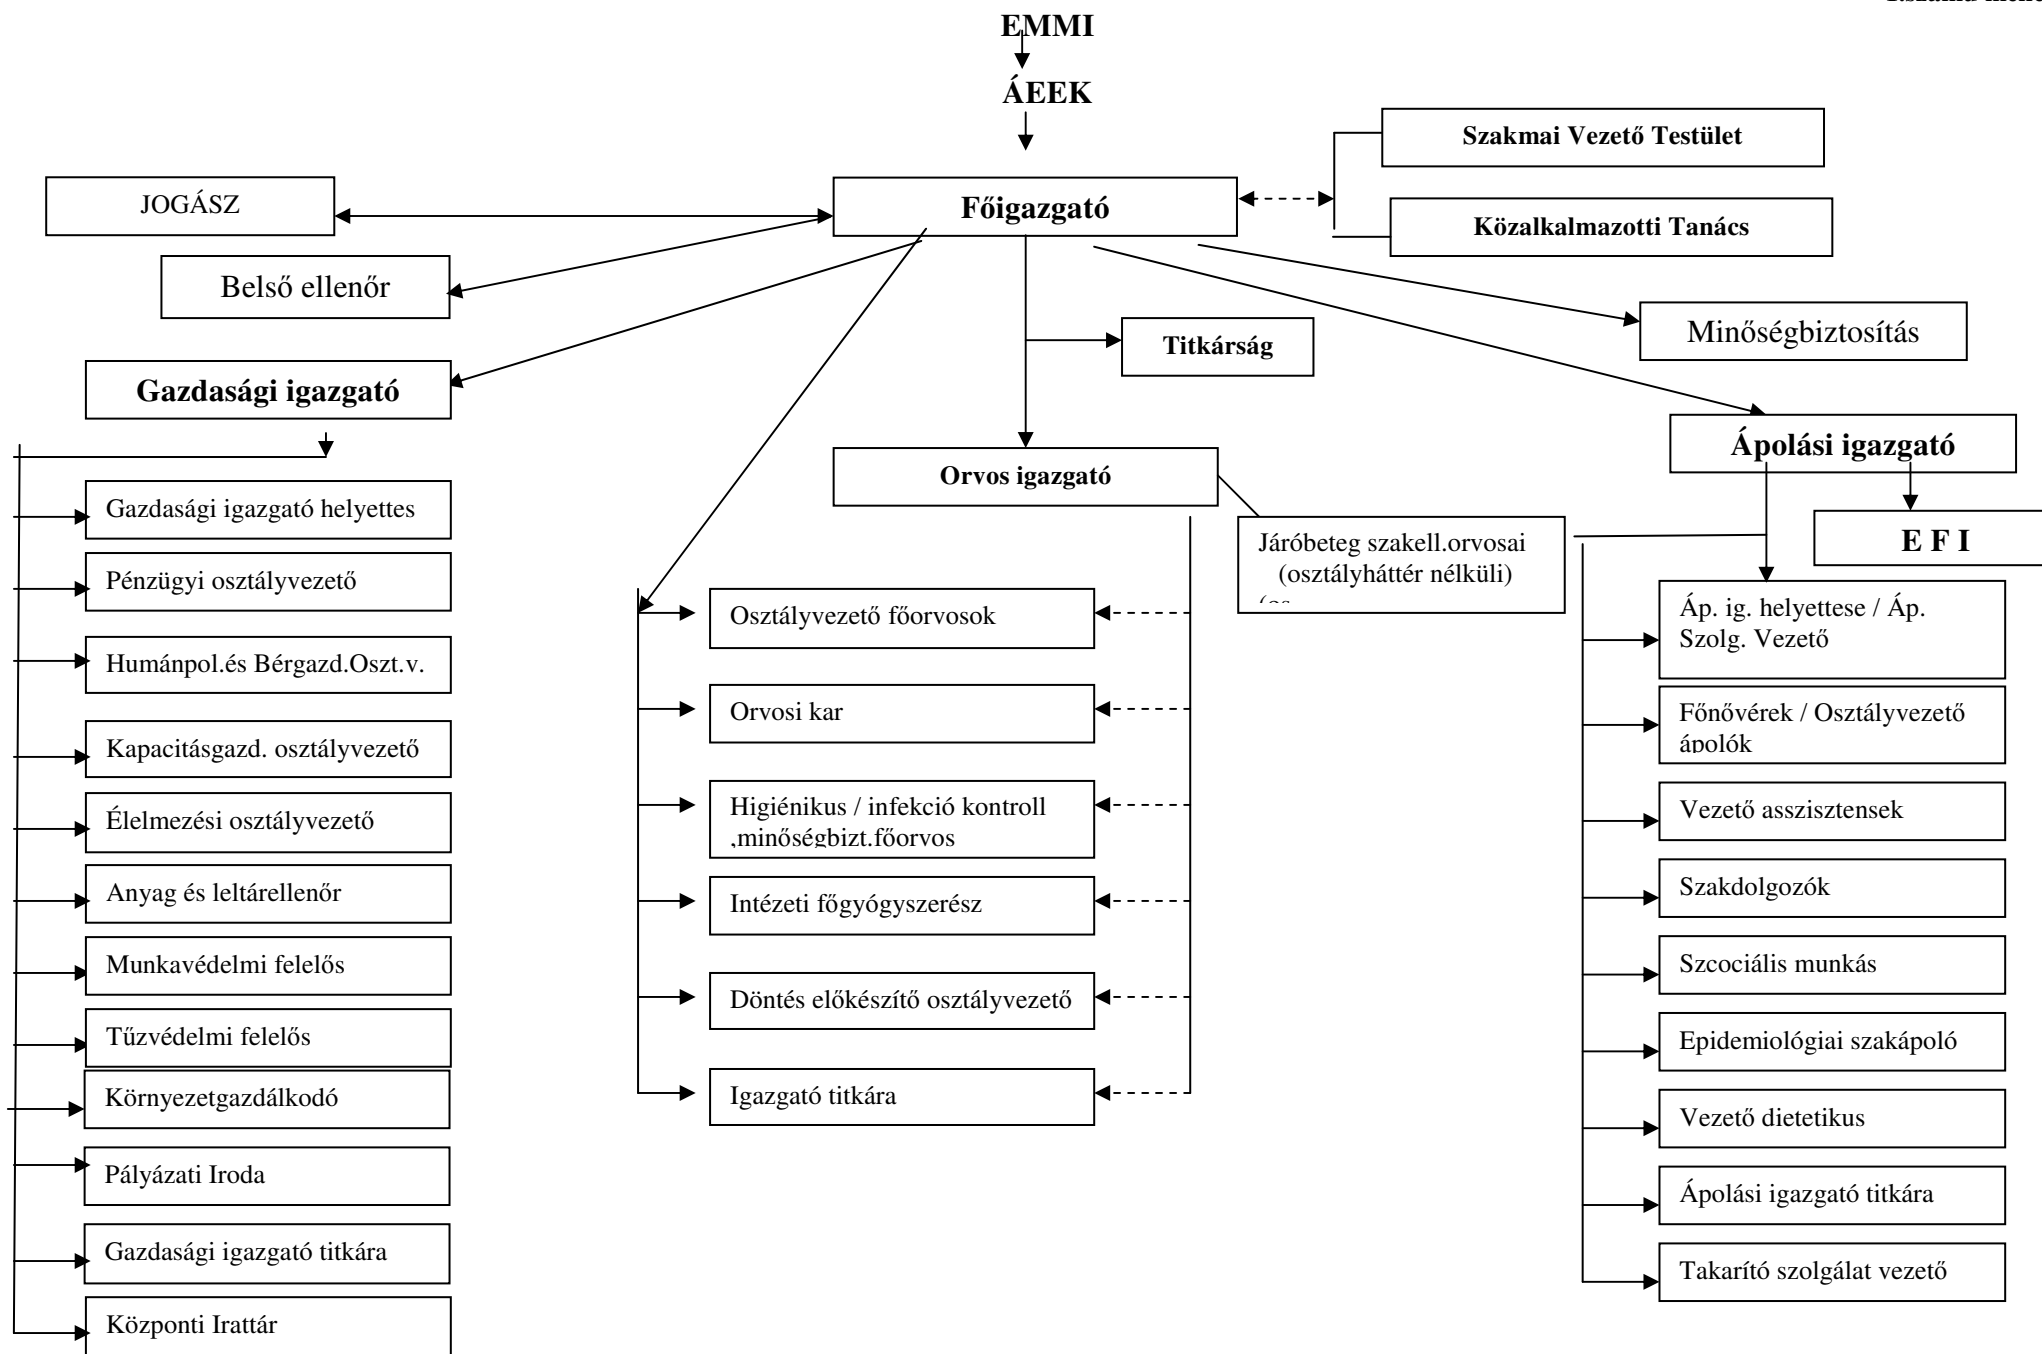 EMMI
ÁEEK
Szakmai Vezető Testület
JOGÁSZ
Főigazgató
Közalkalmazotti Tanács
Belső ellenőr
Titkárság
Minőségbiztosítás
Gazdasági igazgató
Orvos igazgató
Ápolási igazgató
E F I
Gazdasági igazgató helyettes
Pénzügyi osztályvezető
Humánpol.és Bérgazd.Oszt.v.
Kapacitásgazd. osztályvezető
Élelmezési osztályvezető
Anyag és leltárellenőr
Munkavédelmi felelős
Tűzvédelmi felelős
Környezetgazdálkodó
Pályázati Iroda
Gazdasági igazgató titkára
Központi Irattár
Osztályvezető főorvosok
Orvosi kar
Higiénikus / infekció kontroll
,minőségbizt.főorvos
Intézeti főgyógyszerész
Döntés előkészítő osztályvezető
Igazgató titkára
Járóbeteg szakell.orvosai
(osztályháttér nélküli)
Áp. ig. helyettese / Áp.
Szolg. Vezető
Főnővérek / Osztályvezető
ápolók
Vezető asszisztensek
Szakdolgozók
Szcociális munkás
Epidemiológiai szakápoló
Vezető dietetikus
Ápolási igazgató titkára
Takarító szolgálat vezető